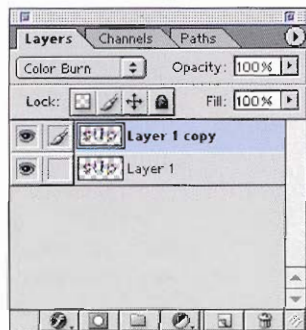 Layers Channels Paths
Color Burn Opacity: 100%
Lock: Fill: 100%
Layer 1 copy
Layer 1